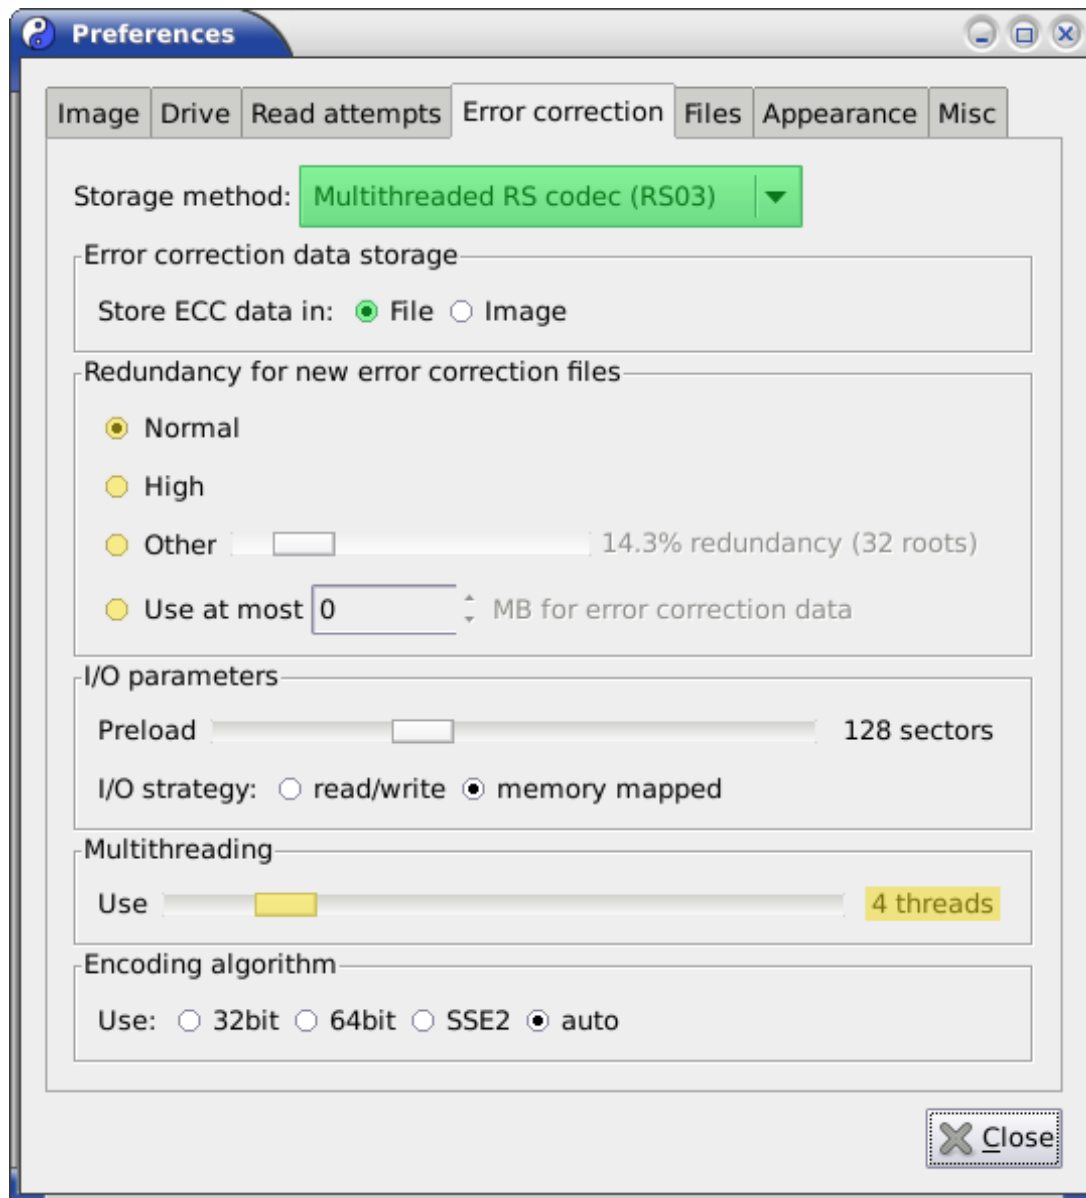 Preferences
Image Drive Read attempts Error correction Files Appearance Misc
Storage method: Multithreaded RS codec (RS03)
Error correction data storage
Store ECC data in: File Image
Redundancy for new error correction files
Normal
High
Other 14.3% redundancy (32 roots)
Use at most 0 MB for error correction data
I/O parameters
Preload 128 sectors
I/O strategy: read/write memory mapped
Multithreading
Use 4 threads
Encoding algorithm
Use: 32bit 64bit SSE2 auto
Close